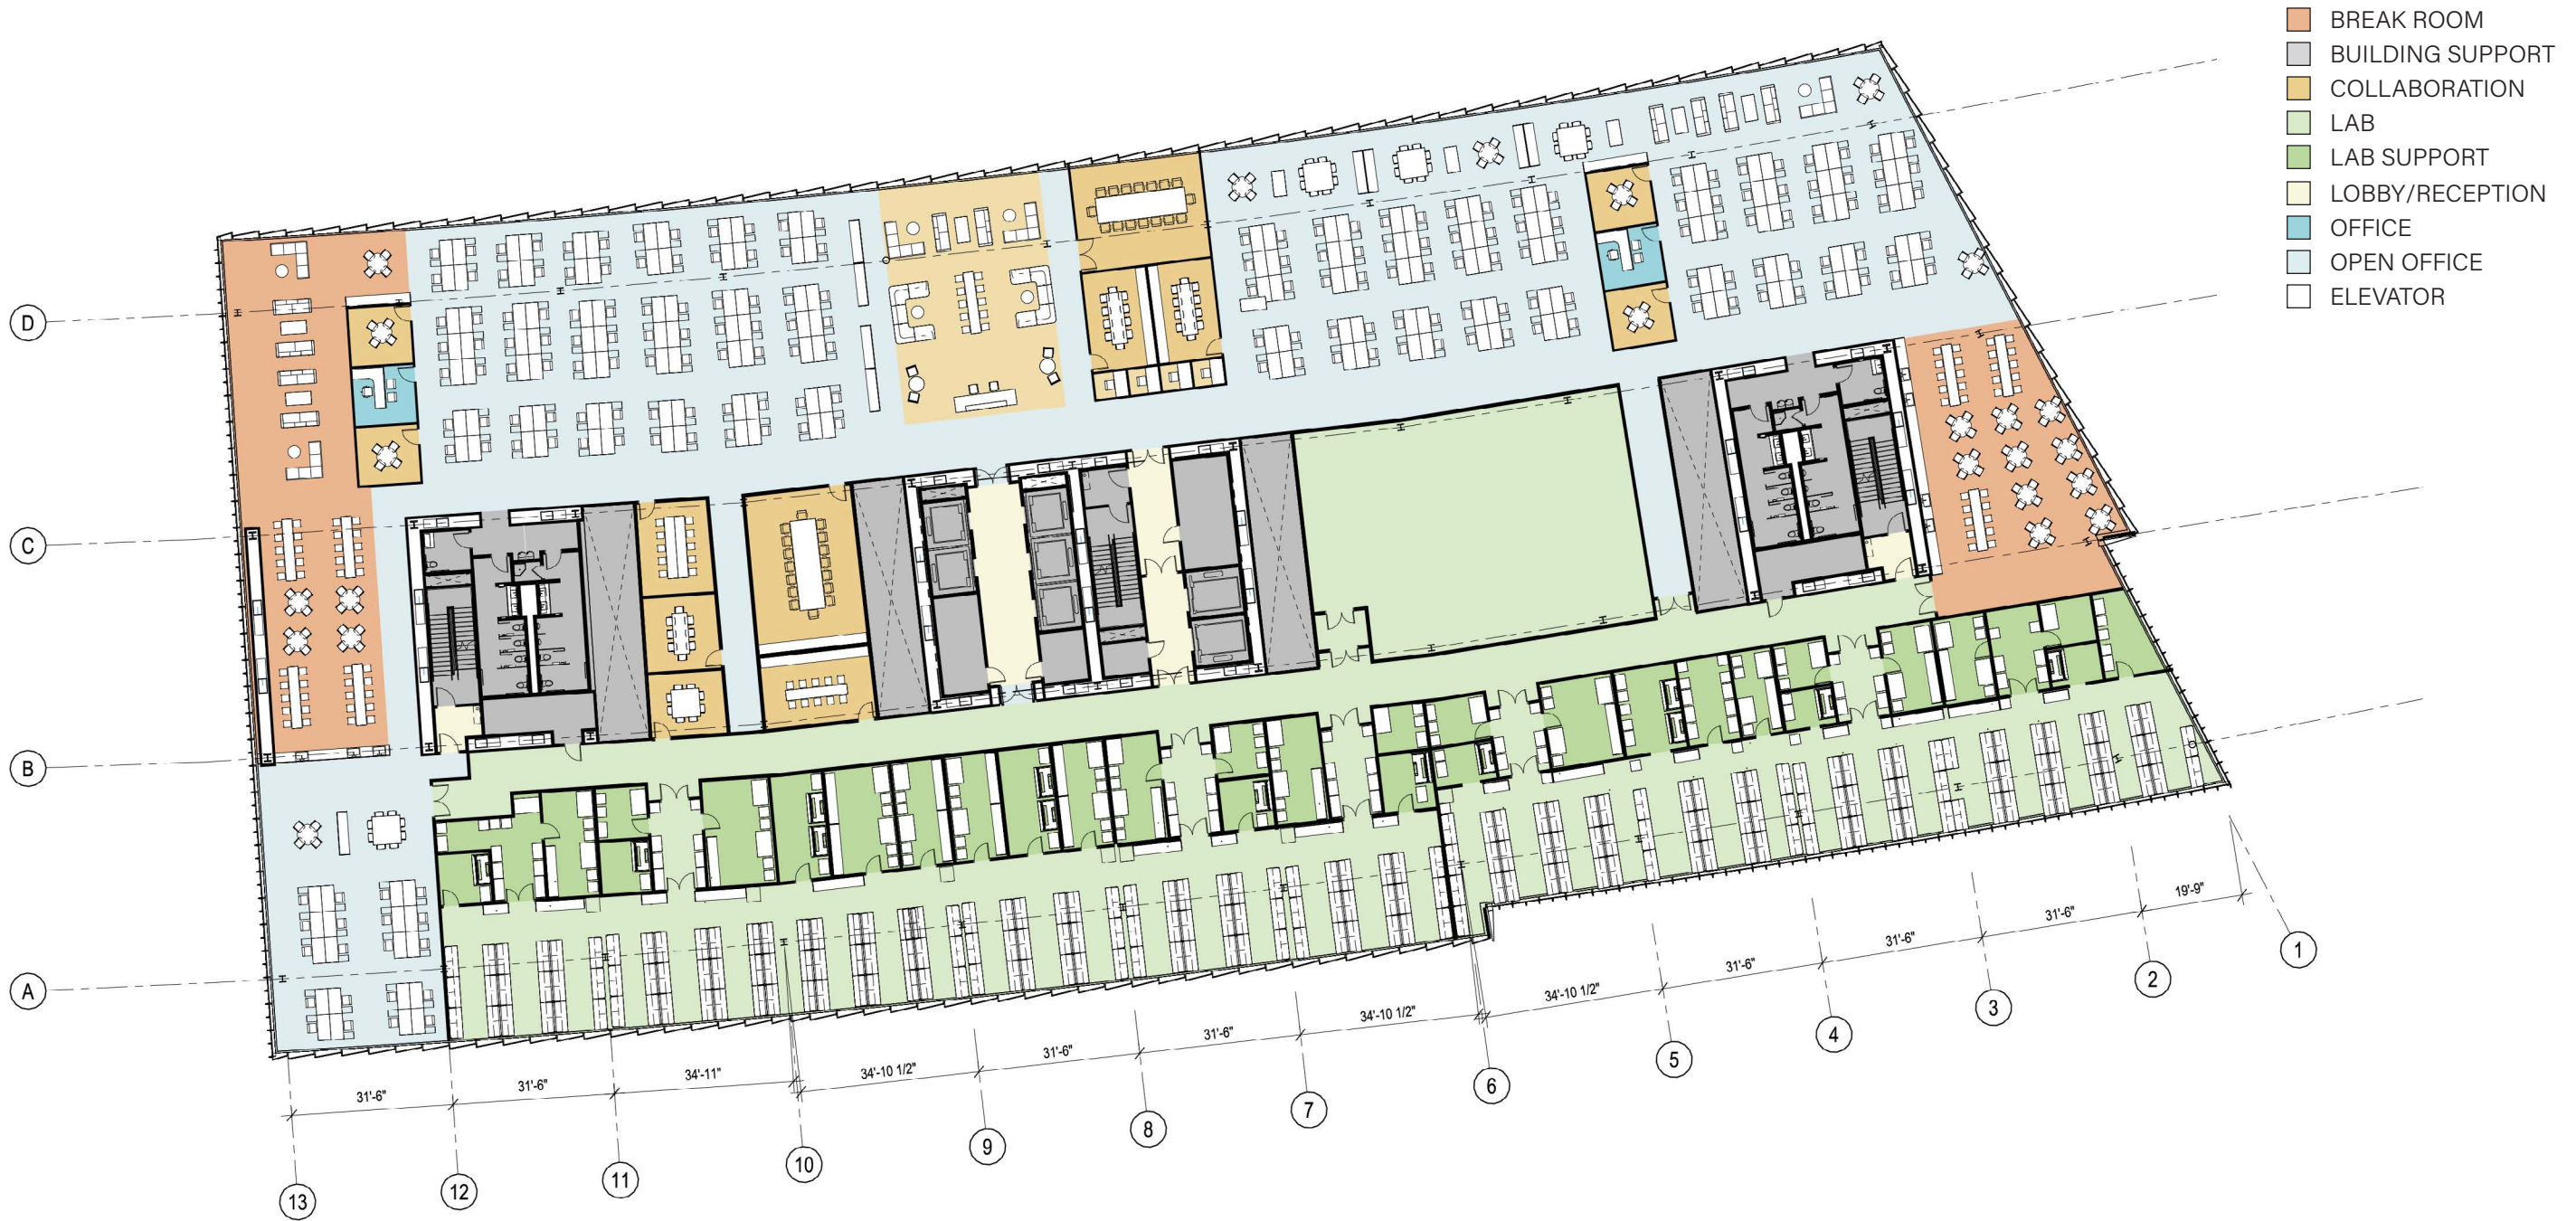 BREAK ROOM
BUILDING SUPPORT
COLLABORATION
LAB
LAB SUPPORT
LOBBY/RECEPTION
OFFICE
OPEN OFFICE
ELEVATOR
D
C
B
A
19'-9"
31'-6"
31'-6"
31'-6"
34'-10 1/2"
34'-10 1/2"
31'-6"
31'-6"
34'-10 1/2"
34'-11"
31'-6"
31'-6"
1
2
3
4
5
6
7
8
9
10
11
12
13